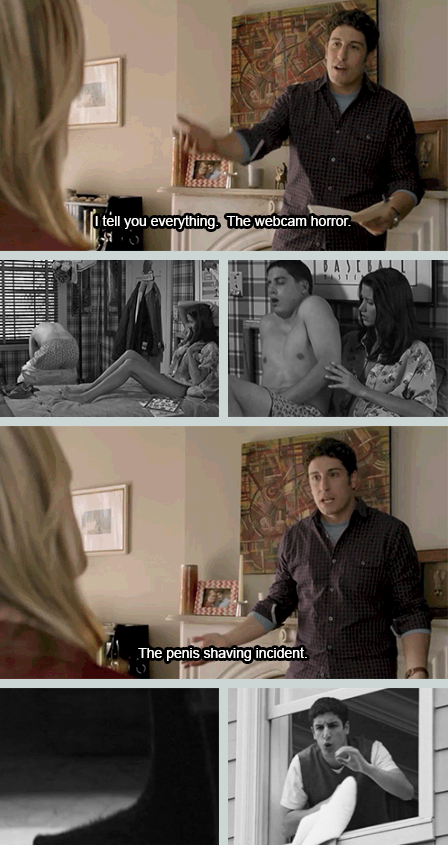 I tell you everything. The webcam horror.
BASEBALL
The penis shaving incident.